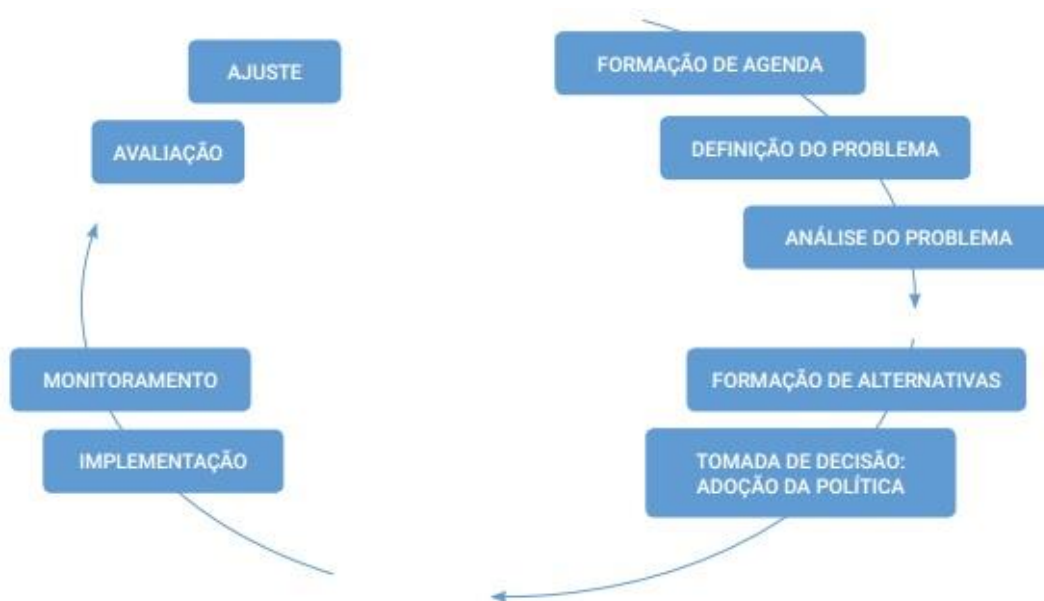 FORMAÇÃO DE AGENDA
DEFINIÇÃO DO PROBLEMA
ANÁLISE DO PROBLEMA
FORMAÇÃO DE ALTERNATIVAS
TOMADA DE DECISÃO:
ADOÇÃO DA POLÍTICA
IMPLEMENTAÇÃO
MONITORAMENTO
AVALIAÇÃO
AJUSTE